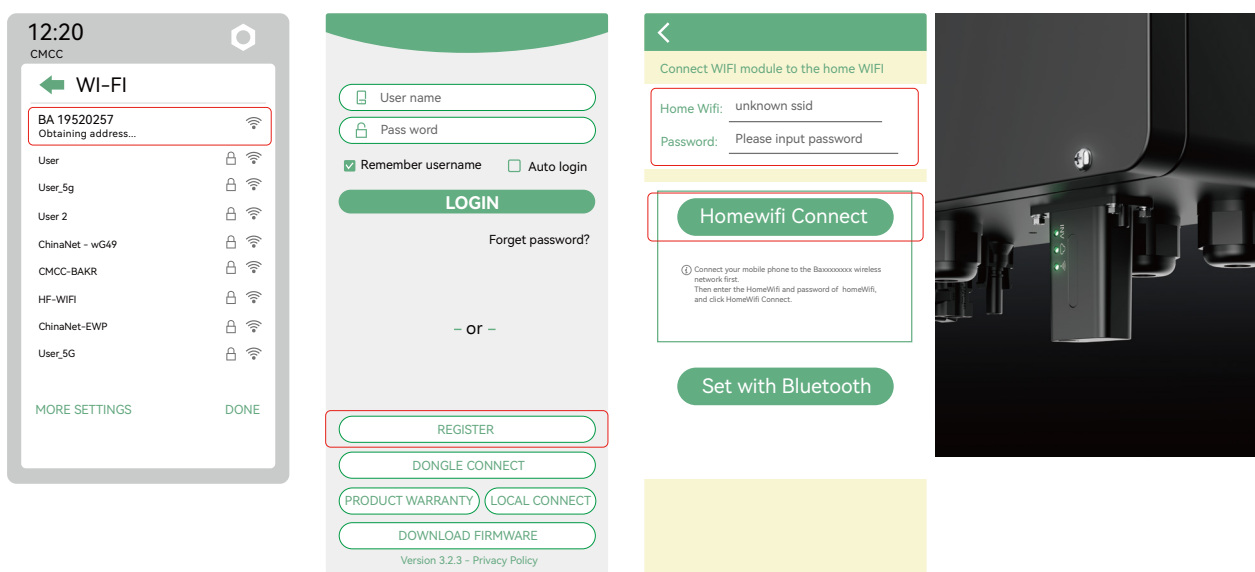 12:20
CMCC
WI-FI
BA 19520257
Obtaining address...
User
User_5g
User 2
ChinaNet - wG49
CMCC-BAKR
HF-WIFI
ChinaNet-EWP
User_5G
MORE SETTINGS
DONE
User name
Pass word
Remember username
Auto login
LOGIN
Forget password?
– or –
REGISTER
DONGLE CONNECT
PRODUCT WARRANTY
LOCAL CONNECT
DOWNLOAD FIRMWARE
Version 3.2.3 - Privacy Policy
Connect WIFI module to the home WIFI
Home Wifi: unknown ssid
Password: Please input password
Homewifi Connect
Connect your mobile phone to the Baxxxxxxxx wireless
network first.
Then enter the HomeWifi and password of homeWifi,
and click HomeWifi Connect.
Set with Bluetooth
INV